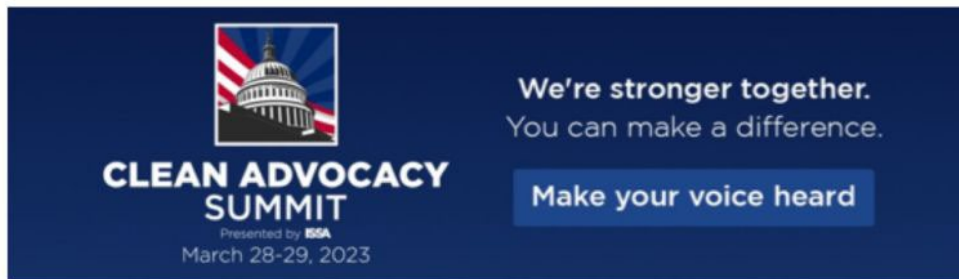 CLEAN ADVOCACY
SUMMIT
Presented by ISSA
March 28-29, 2023
We're stronger together.
You can make a difference.
Make your voice heard